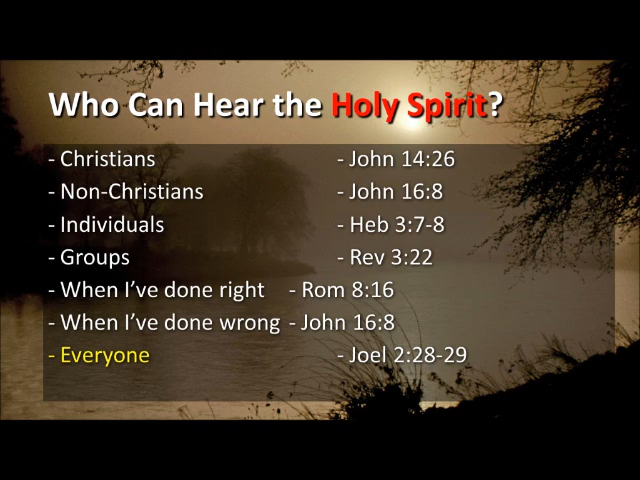 Who Can Hear the Holy Spirit?
- Christians - John 14:26
- Non-Christians - John 16:8
- Individuals - Heb 3:7-8
- Groups - Rev 3:22
- When I've done right - Rom 8:16
- When I've done wrong - John 16:8
- Everyone - Joel 2:28-29